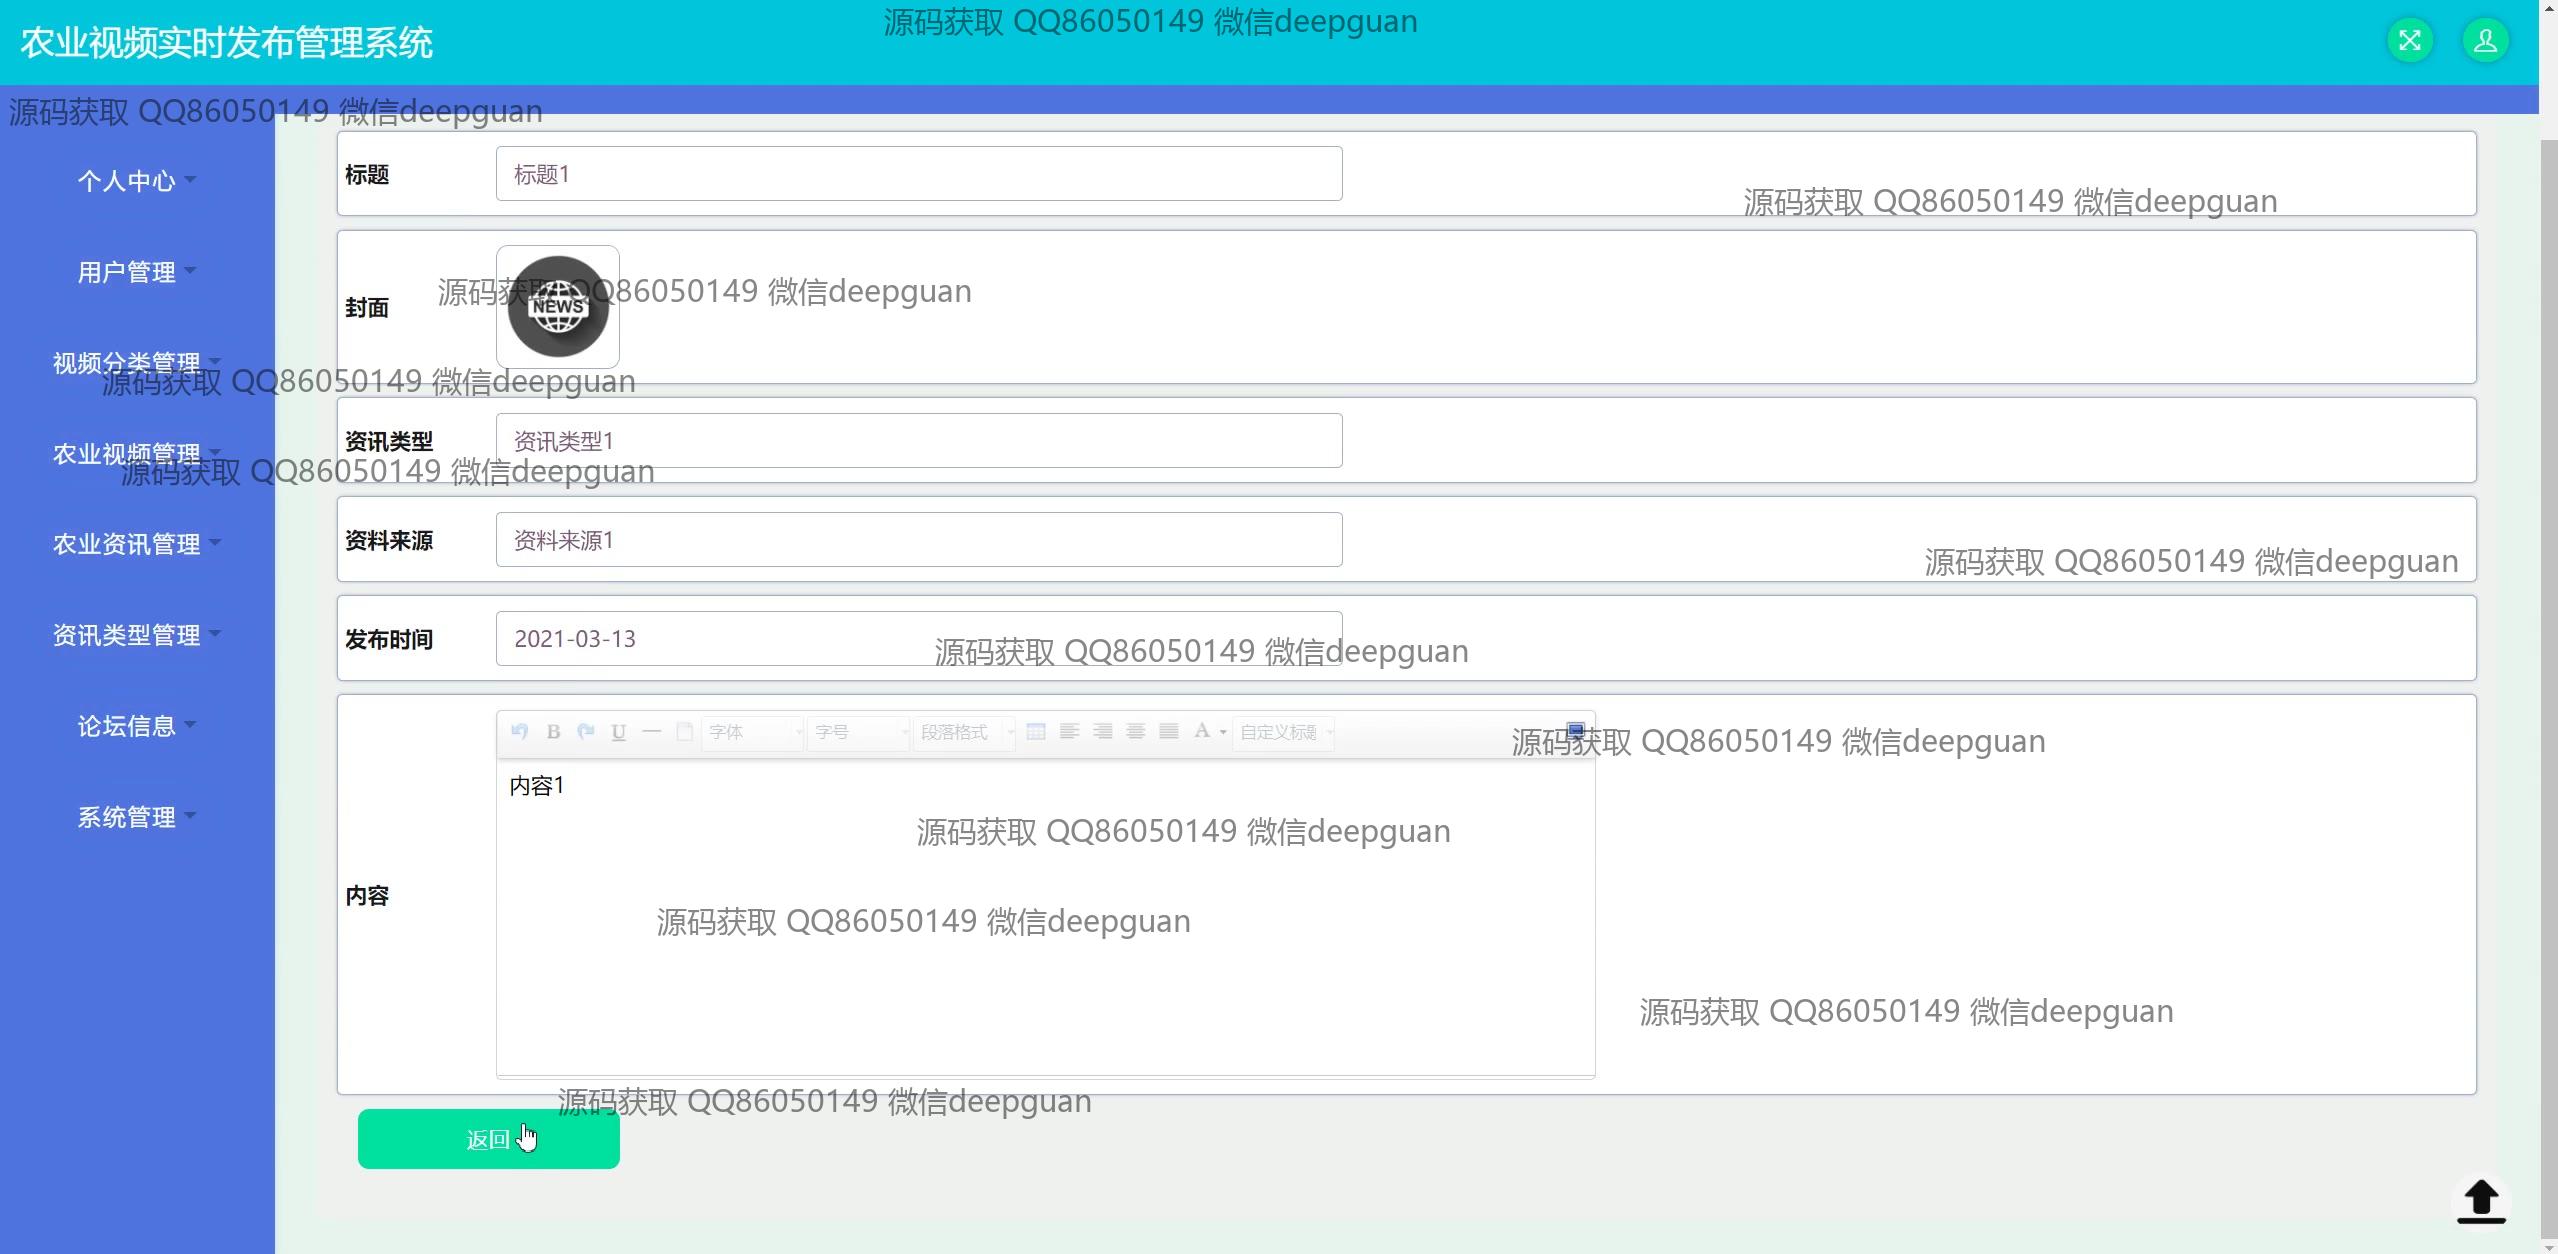 农业视频实时发布管理系统
源码获取 QQ86050149 微信deepguan
源码获取 QQ86050149 微信deepguan
个人中心
标题
标题1
源码获取 QQ86050149 微信deepguan
用户管理
封面
NEWS
源码获取 QQ86050149 微信deepguan
视频分类管理
源码获取 QQ86050149 微信deepguan
资讯类型
资讯类型1
农业视频管理
源码获取 QQ86050149 微信deepguan
农业资讯管理
资料来源
资料来源1
源码获取 QQ86050149 微信deepguan
资讯类型管理
发布时间
2021-03-13
源码获取 QQ86050149 微信deepguan
论坛信息
B U 字体 字号 段落格式 A 自定义标题
源码获取 QQ86050149 微信deepguan
内容1
系统管理
源码获取 QQ86050149 微信deepguan
内容
源码获取 QQ86050149 微信deepguan
源码获取 QQ86050149 微信deepguan
源码获取 QQ86050149 微信deepguan
返回